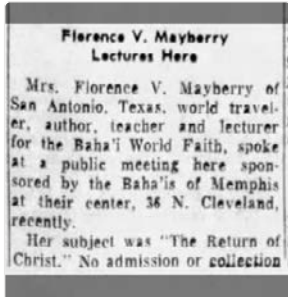 Florence V. Mayberry
Lectures Here
Mrs. Florence V. Mayberry of
San Antonio, Texas, world travel-
er, author, teacher and lecturer
for the Baha'i World Faith, spoke
at a public meeting here spon-
sored by the Baha'is of Memphis
at their center, 36 N. Cleveland,
recently.
Her subject was "The Return of
Christ." No admission or collection